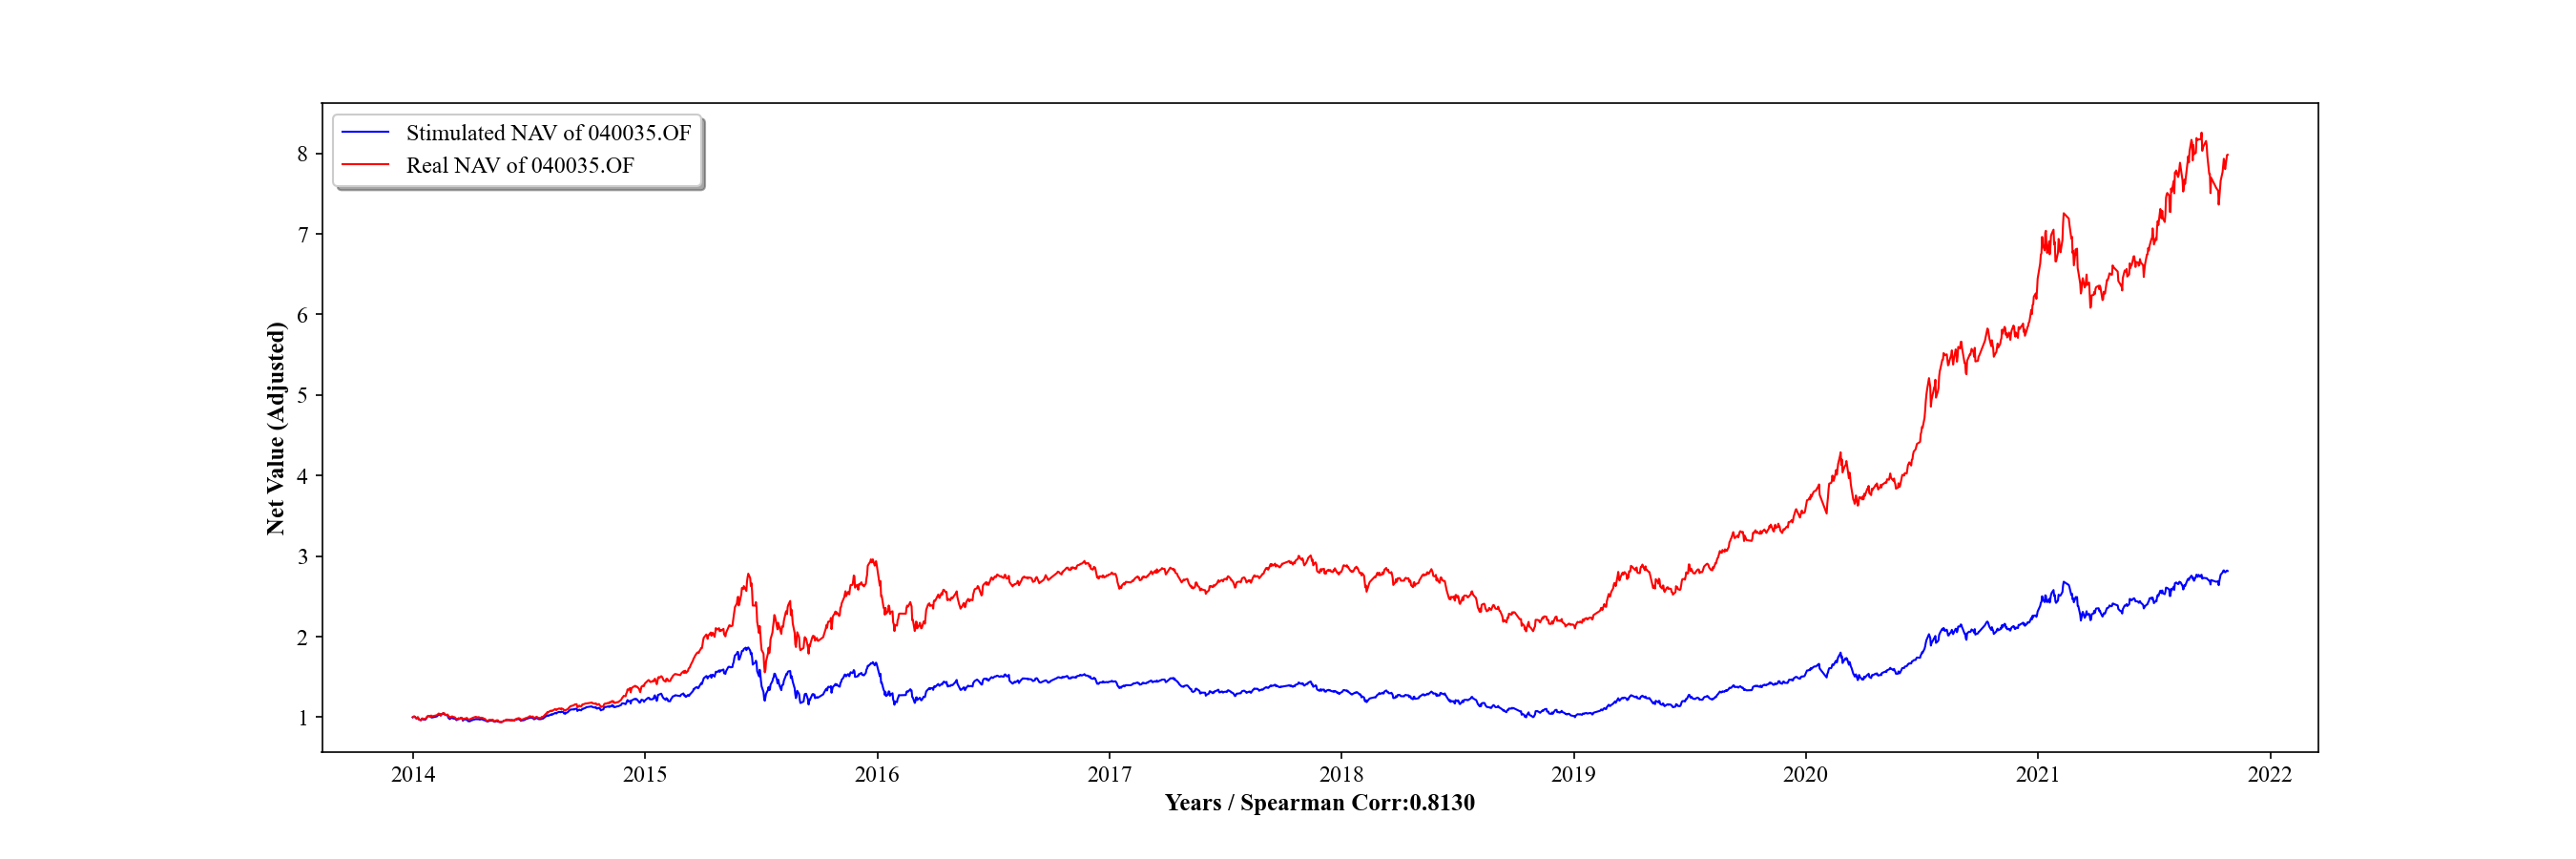 Stimulated NAV of 040035.OF
Real NAV of 040035.OF
Net Value (Adjusted)
8
7
6
5
4
3
2
1
2014 2015 2016 2017 2018 2019 2020 2021 2022
Years / Spearman Corr:0.8130